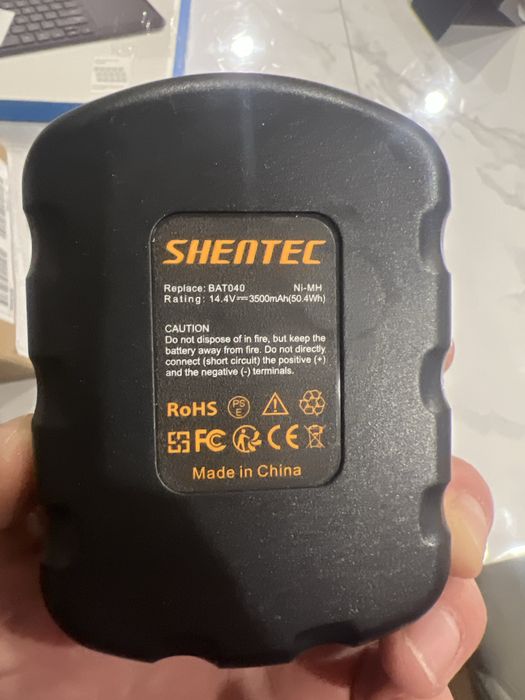 SHENTEC
Replace: BAT040 Ni-MH
Rating: 14.4V⎓3500mAh(50.4Wh)
CAUTION
Do not dispose of in fire, but keep the
battery away from fire. Do not directly
connect (short circuit) the positive (+)
and the negative (-) terminals.
RoHS PS E
FC CE
Made in China